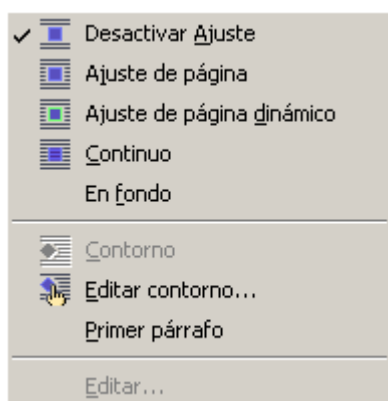 Desactivar Ajuste
Ajuste de página
Ajuste de página dinámico
Continuo
En fondo
Contorno
Editar contorno...
Primer párrafo
Editar...